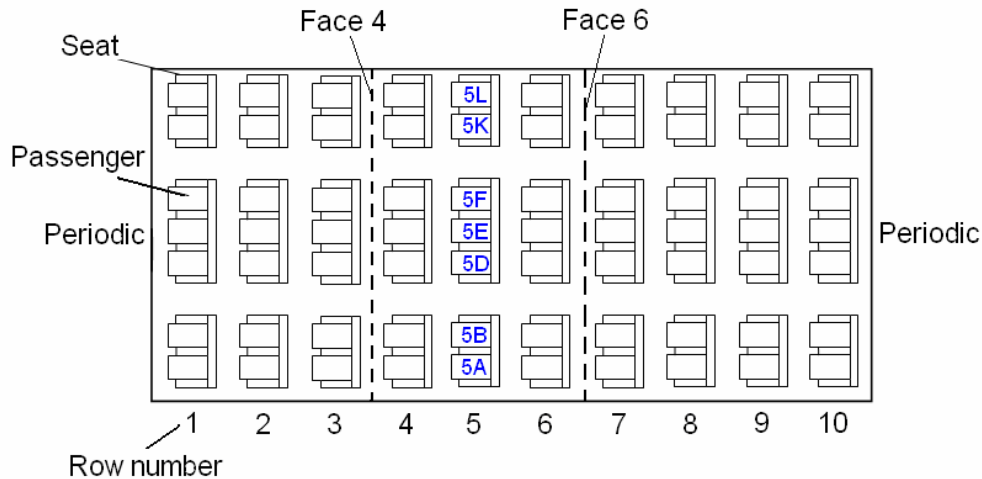 Face 4
Face 6
Seat
5L
5K
Passenger
5F
Periodic
5E
Periodic
5D
5B
5A
1 2 3 4 5 6 7 8 9 10
Row number